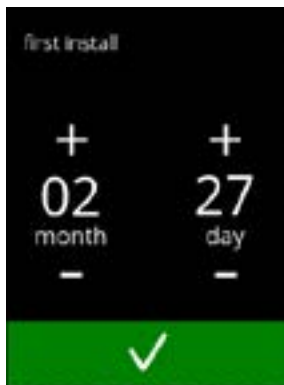 first install
+ +
02 27
month day
- -